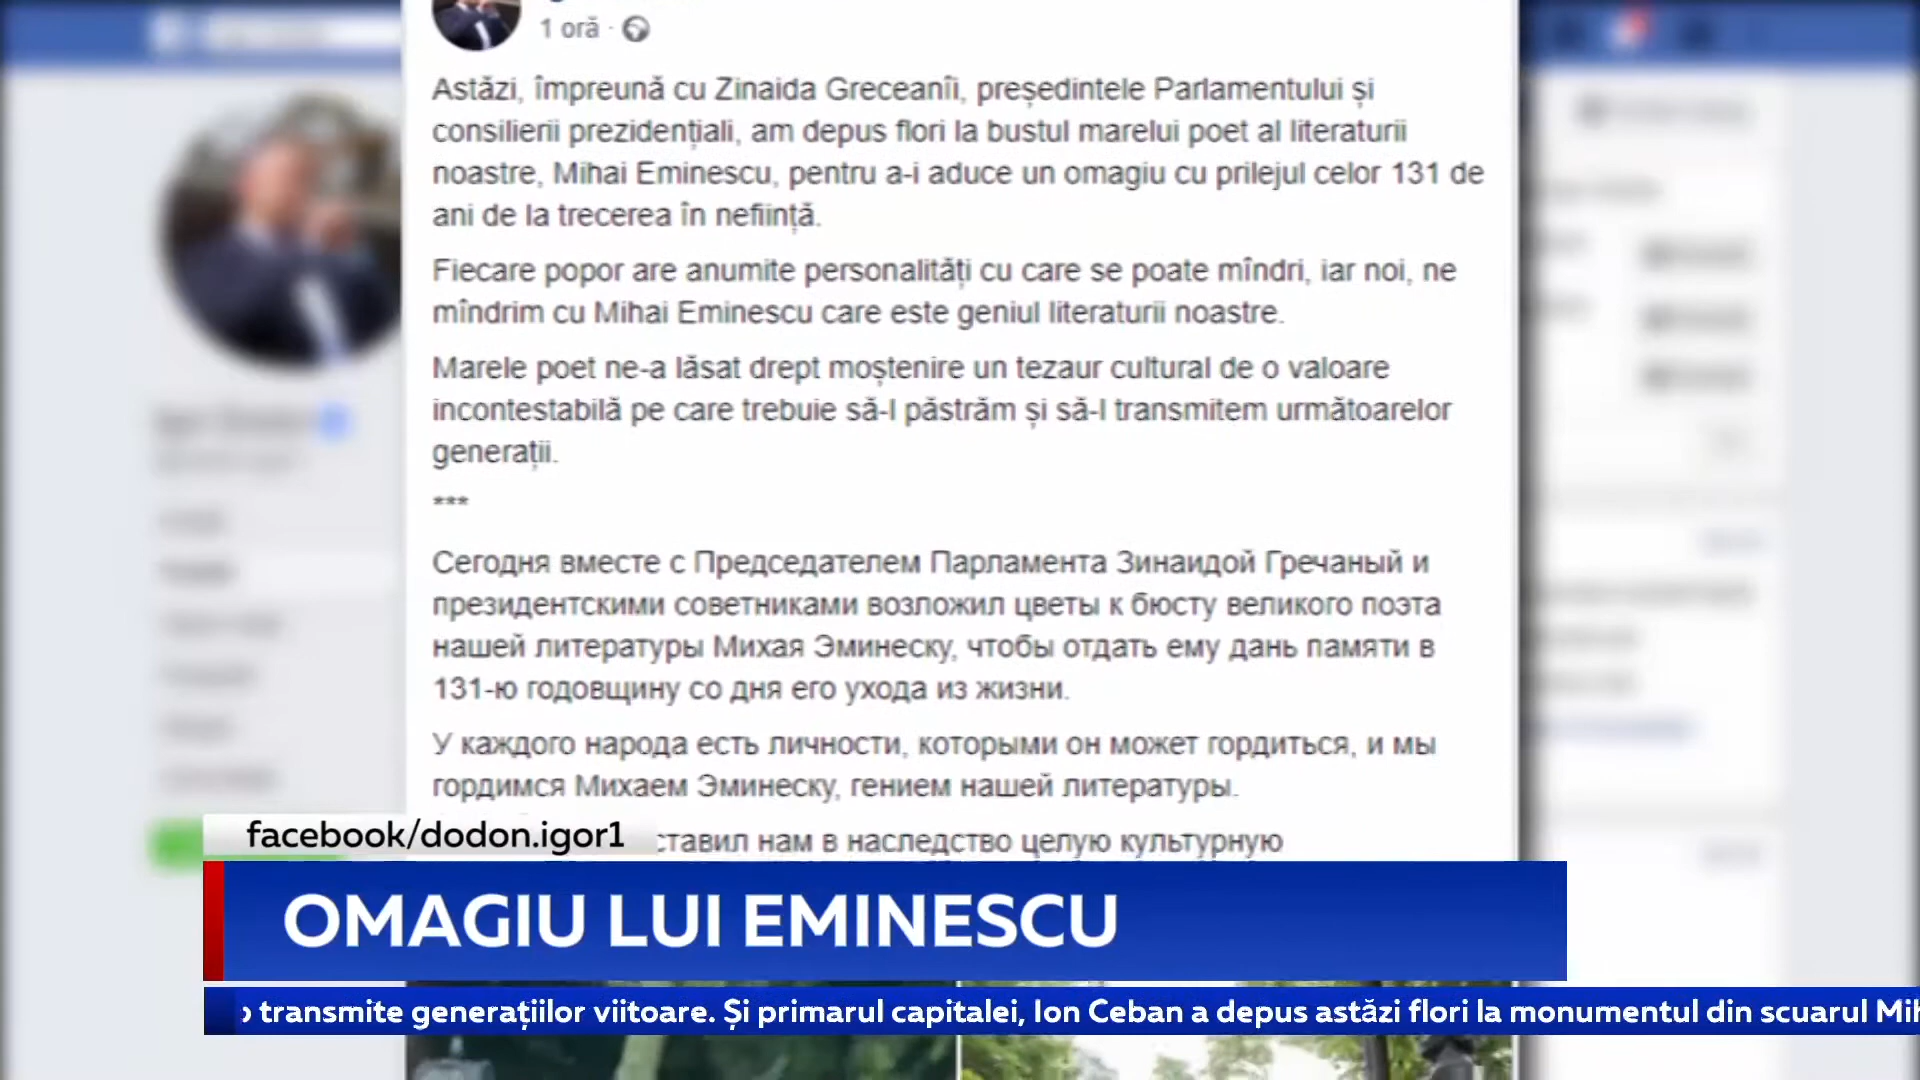 1 oră
Astăzi, împreună cu Zinaida Greceanîi, președintele Parlamentului și
consilierii prezidențiali, am depus flori la bustul marelui poet al literaturii
noastre, Mihai Eminescu, pentru a-i aduce un omagiu cu prilejul celor 131 de
ani de la trecerea în neființă.
Fiecare popor are anumite personalități cu care se poate mîndri, iar noi, ne
mîndrim cu Mihai Eminescu care este geniul literaturii noastre.
Marele poet ne-a lăsat drept moștenire un tezaur cultural de o valoare
incontestabilă pe care trebuie să-l păstrăm și să-l transmitem următoarelor
generații.
***
Сегодня вместе с Председателем Парламента Зинаидой Гречаный и
президентскими советниками возложил цветы к бюсту великого поэта
нашей литературы Михая Эминеску, чтобы отдать ему дань памяти в
131-ю годовщину со дня его ухода из жизни.
У каждого народа есть личности, которыми он может гордиться, и мы
гордимся Михаем Эминеску, гением нашей литературы.
ставил нам в наследство целую культурную
facebook/dodon.igor1
OMAGIU LUI EMINESCU
transmite generațiilor viitoare. Și primarul capitalei, Ion Ceban a depus astăzi flori la monumentul din scuarul Mih